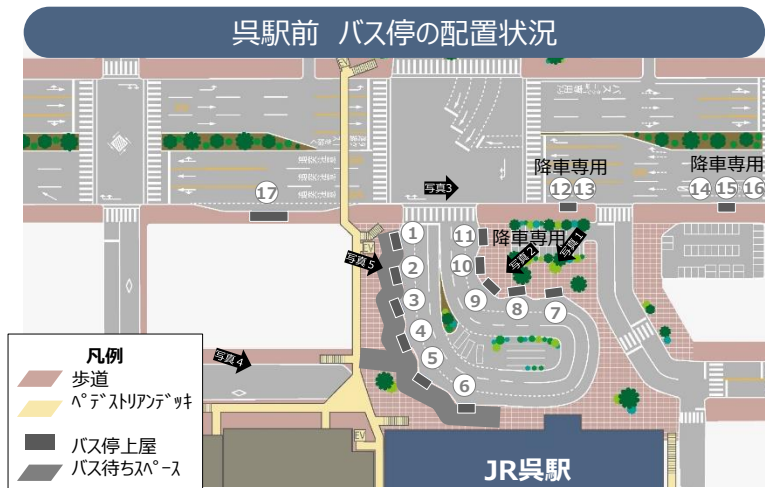 呉駅前 バス停の配置状況
降車専用
降車専用
17
写真3
12 13
14 15 16
1
11
降車専用
EV
写真5
2
10
写真2
写真1
3
9
8
7
4
5
写真4
6
凡例
歩道
ﾍﾟﾃﾞｽﾄﾘｱﾝﾃﾞｯｷ
バス停上屋
バス待ちｽﾍﾟｰｽ
EV
JR呉駅